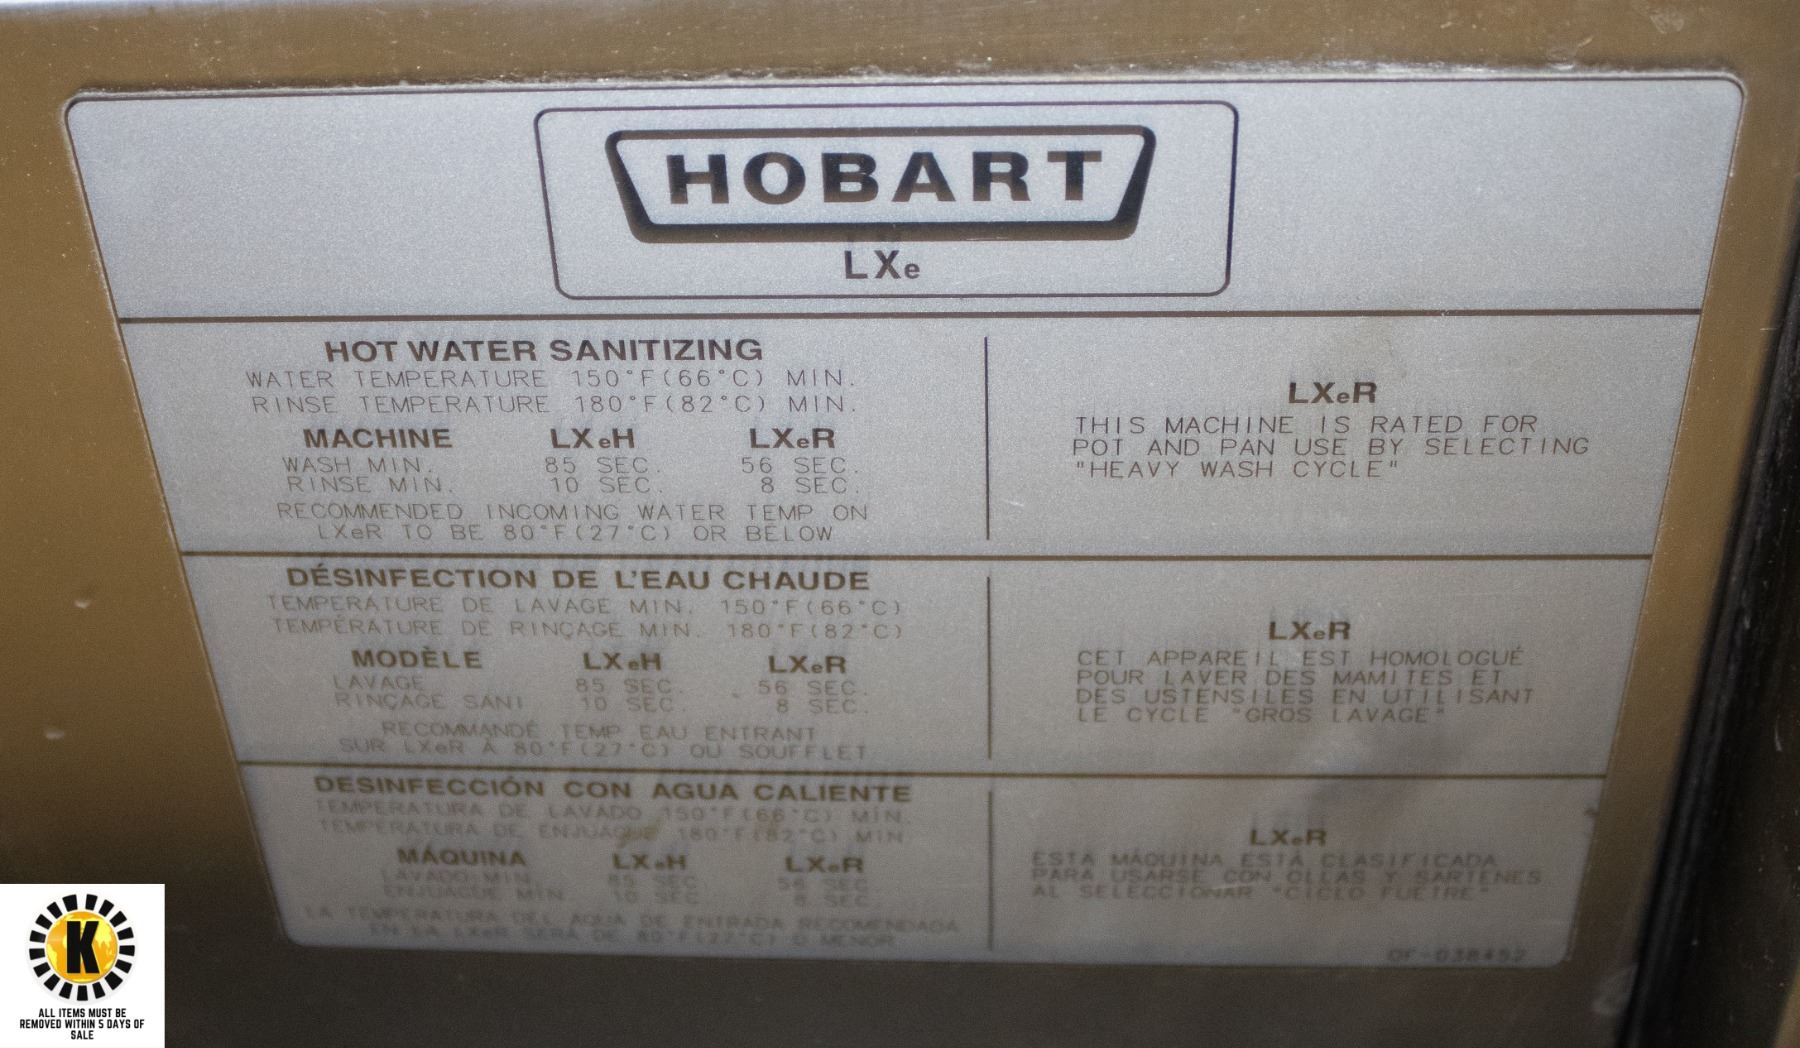 HOBART
LXe
HOT WATER SANITIZING
WATER TEMPERATURE 150°F(66°C) MIN.
RINSE TEMPERATURE 180°F(82°C) MIN.
MACHINE LXeH LXeR
WASH MIN. 85 SEC. 56 SEC.
RINSE MIN. 10 SEC. 8 SEC.
RECOMMENDED INCOMING WATER TEMP ON
LXeR TO BE 80°F(27°C) OR BELOW
LXeR
THIS MACHINE IS RATED FOR
POT AND PAN USE BY SELECTING
"HEAVY WASH CYCLE"
DÉSINFECTION DE L'EAU CHAUDE
TEMPÉRATURE DE LAVAGE MIN. 150°F(66°C)
TEMPÉRATURE DE RINÇAGE MIN. 180°F(82°C)
MODÈLE LXeH LXeR
LAVAGE 85 SEC. 56 SEC.
RINÇAGE SANI 10 SEC. 8 SEC.
RECOMMANDÉ TEMP EAU ENTRANT
SUR LXeR À 80°F(27°C) OU SOUFFLET
LXeR
CET APPAREIL EST HOMOLOGUÉ
POUR LAVER DES MAMITES ET
DES USTENSILES EN UTILISANT
LE CYCLE "GROS LAVAGE"
DESINFECCIÓN CON AGUA CALIENTE
TEMPERATURA DE LAVADO 150°F(66°C) MIN.
TEMPERATURA DE ENJUAGUE 180°F(82°C) MIN.
MÁQUINA LXeH LXeR
LAVADO MIN. 85 SEC. 56 SEC.
ENJUAGUE MIN. 10 SEC. 8 SEC.
LA TEMPERATURA DEL AGUA DE ENTRADA RECOMENDADA
EN LA LXeR SERÁ DE 80°F(27°C) O MENOR
LXeR
ESTA MÁQUINA ESTÁ CLASIFICADA
PARA USARSE CON OLLAS Y SARTENES
AL SELECCIONAR "CICLO FUETRE"
K
ALL ITEMS MUST BE
REMOVED WITHIN 5 DAYS OF
SALE